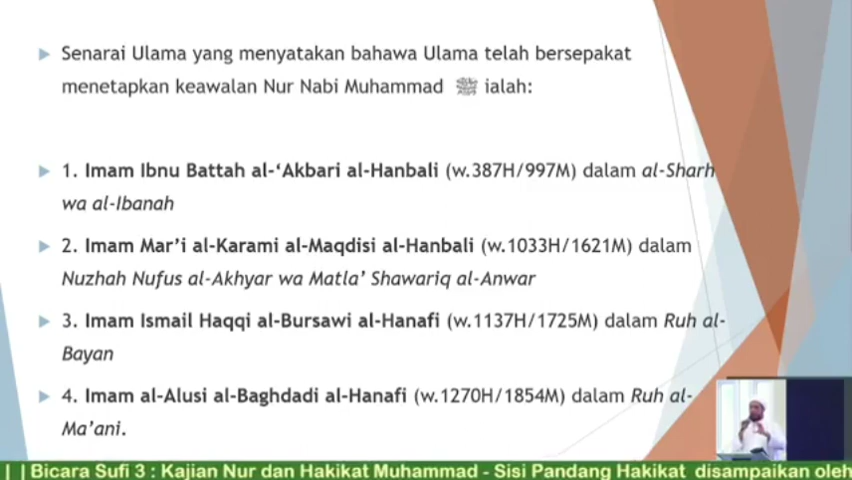 Senarai Ulama yang menyatakan bahawa Ulama telah bersepakat
menetapkan keawalan Nur Nabi Muhammad ﷺ ialah:
1. Imam Ibnu Battah al-‘Akbari al-Hanbali (w.387H/997M) dalam al-Sharh
wa al-Ibanah
2. Imam Mar’i al-Karami al-Maqdisi al-Hanbali (w.1033H/1621M) dalam
Nuzhah Nufus al-Akhyar wa Matla’ Shawariq al-Anwar
3. Imam Ismail Haqqi al-Bursawi al-Hanafi (w.1137H/1725M) dalam Ruh al-
Bayan
4. Imam al-Alusi al-Baghdadi al-Hanafi (w.1270H/1854M) dalam Ruh al-
Ma’ani.
| | Bicara Sufi 3 : Kajian Nur dan Hakikat Muhammad - Sisi Pandang Hakikat disampaikan oleh